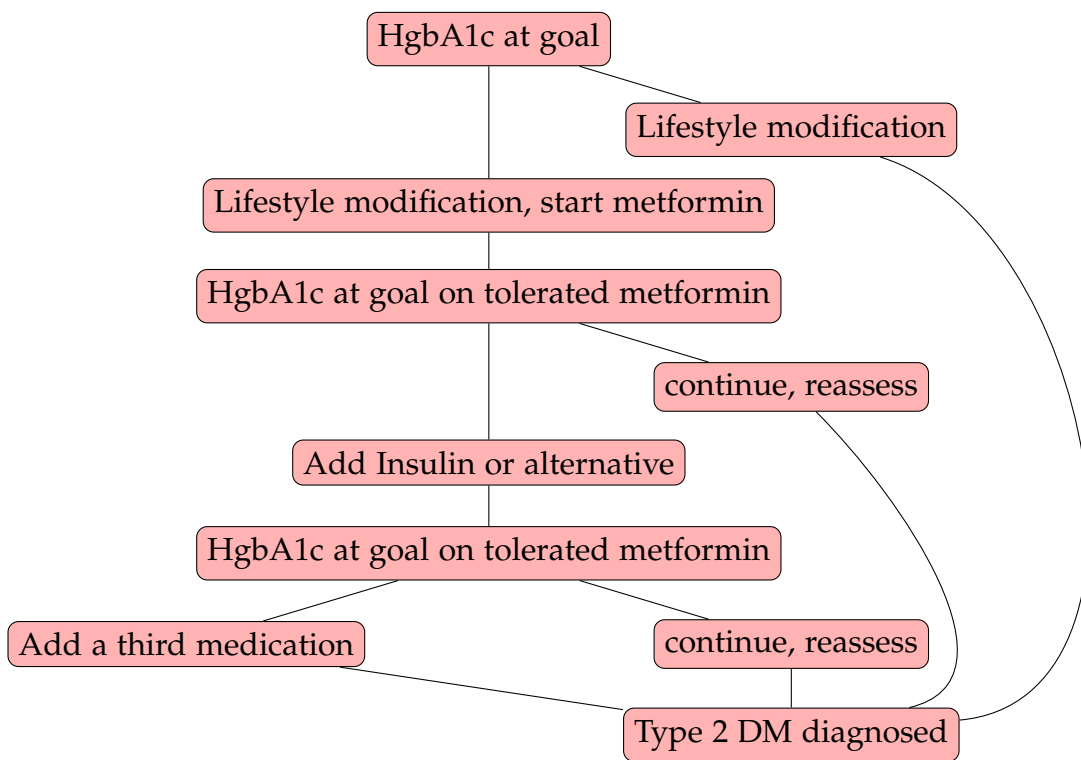 HgbA1c at goal
Lifestyle modification
Lifestyle modification, start metformin
HgbA1c at goal on tolerated metformin
continue, reassess
Add Insulin or alternative
HgbA1c at goal on tolerated metformin
Add a third medication
continue, reassess
Type 2 DM diagnosed